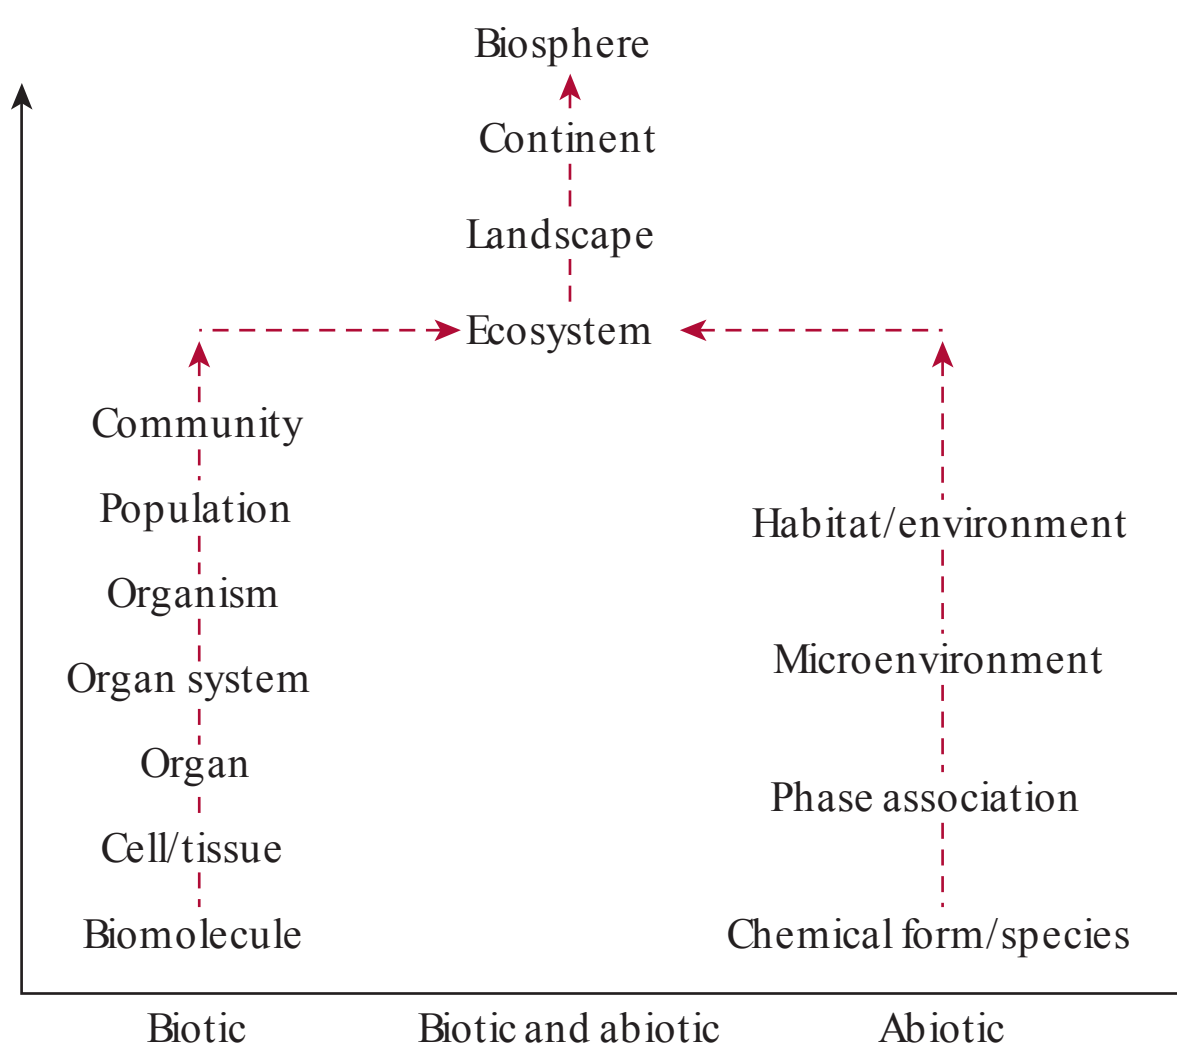 Biosphere
Continent
Landscape
Ecosystem
Community
Population
Organism
Organ system
Organ
Cell/tissue
Biomolecule
Habitat/environment
Microenvironment
Phase association
Chemical form/species
Biotic
Biotic and abiotic
Abiotic